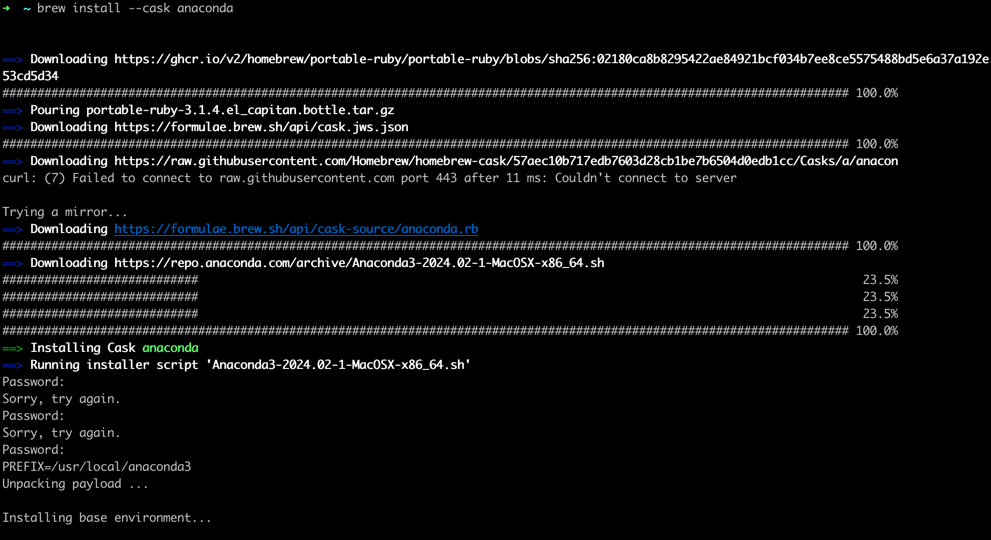 ➜  ~ brew install --cask anaconda
==> Downloading https://ghcr.io/v2/homebrew/portable-ruby/portable-ruby/blobs/sha256:02180ca8b8295422ae84921bcf034b7ee8ce5575488bd5e6a37a192e
53cd5d34
######################################################################### 100.0%
==> Pouring portable-ruby-3.1.4.el_capitan.bottle.tar.gz
==> Downloading https://formulae.brew.sh/api/cask.jws.json
######################################################################### 100.0%
==> Downloading https://raw.githubusercontent.com/Homebrew/homebrew-cask/57aec10b717edb7603d28cb1be7b6504d0edb1cc/Casks/a/anacon
curl: (7) Failed to connect to raw.githubusercontent.com port 443 after 11 ms: Couldn't connect to server
Trying a mirror...
==> Downloading https://formulae.brew.sh/api/cask-source/anaconda.rb
######################################################################### 100.0%
==> Downloading https://repo.anaconda.com/archive/Anaconda3-2024.02-1-MacOSX-x86_64.sh
############################ 23.5%
############################ 23.5%
############################ 23.5%
######################################################################### 100.0%
==> Installing Cask anaconda
==> Running installer script 'Anaconda3-2024.02-1-MacOSX-x86_64.sh'
Password:
Sorry, try again.
Password:
Sorry, try again.
Password:
PREFIX=/usr/local/anaconda3
Unpacking payload ...
Installing base environment...